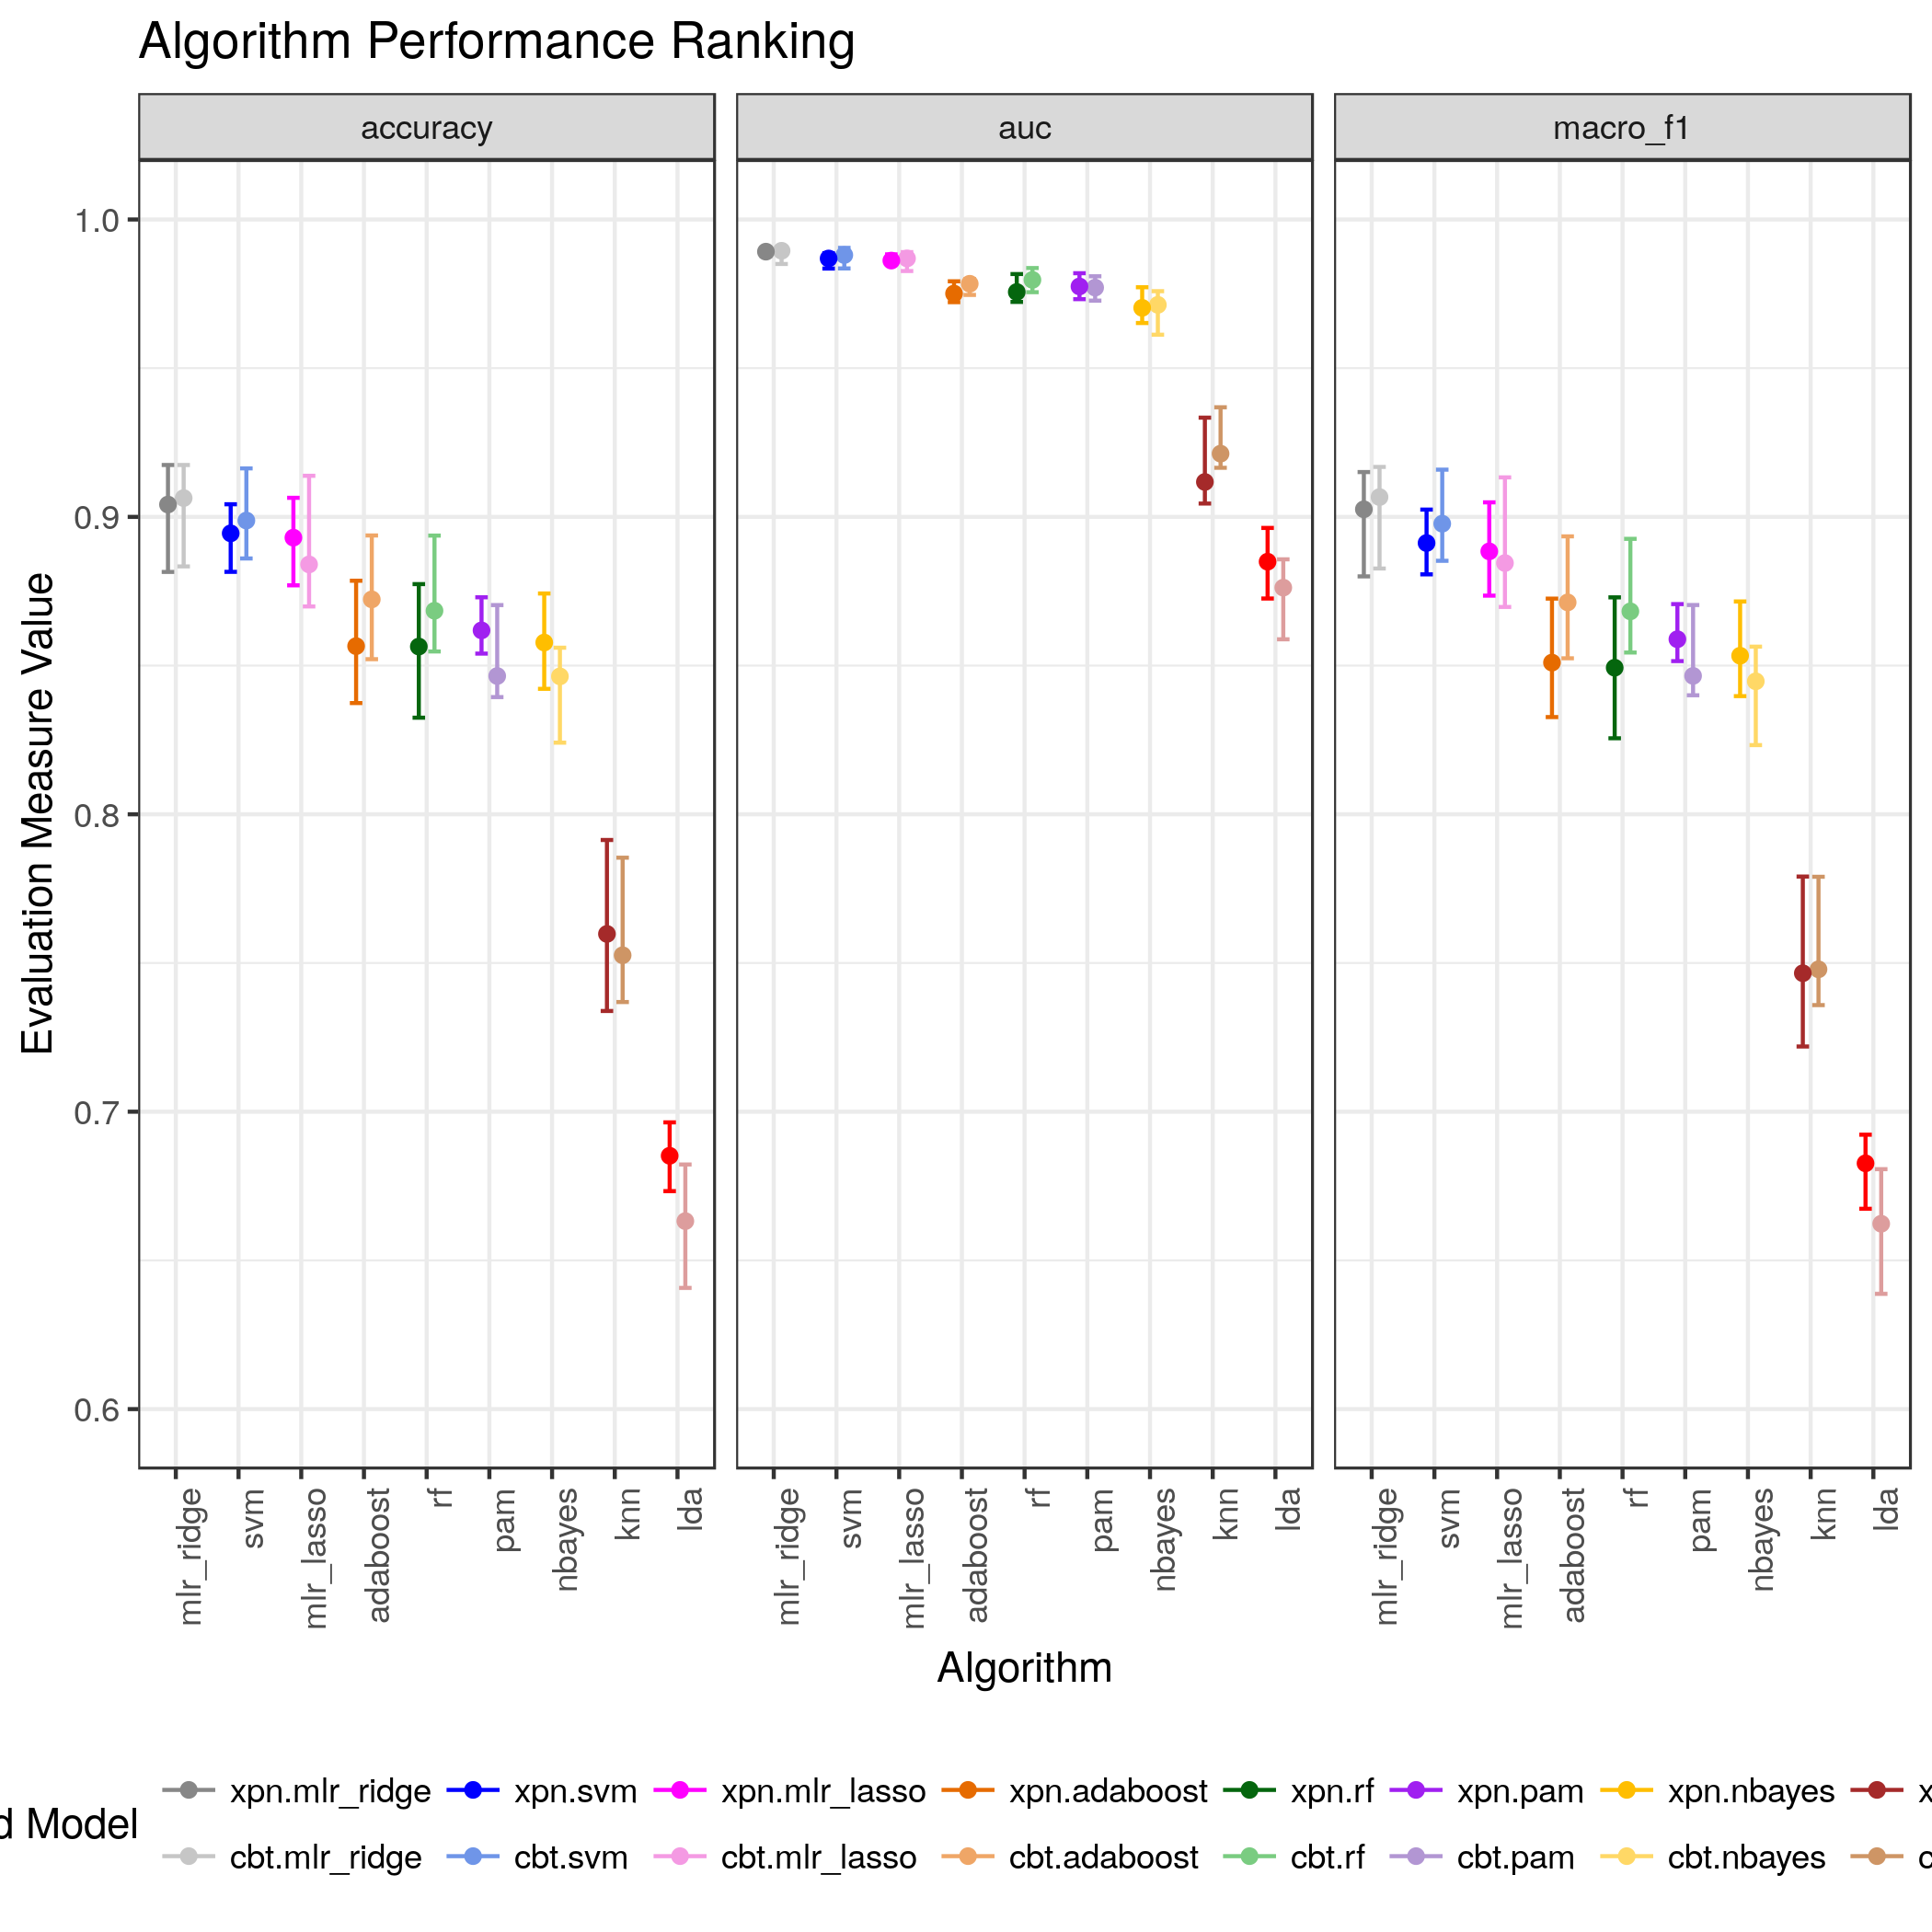 Algorithm Performance Ranking
accuracy
auc
macro_f1
Evaluation Measure Value
1.0
0.9
0.8
0.7
0.6
mlr_ridge
svm
mlr_lasso
adaboost
rf
pam
nbayes
knn
lda
mlr_ridge
svm
mlr_lasso
adaboost
rf
pam
nbayes
knn
lda
mlr_ridge
svm
mlr_lasso
adaboost
rf
pam
nbayes
knn
lda
Algorithm
d Model
xpn.mlr_ridge xpn.svm xpn.mlr_lasso xpn.adaboost xpn.rf xpn.pam xpn.nbayes x
cbt.mlr_ridge cbt.svm cbt.mlr_lasso cbt.adaboost cbt.rf cbt.pam cbt.nbayes c